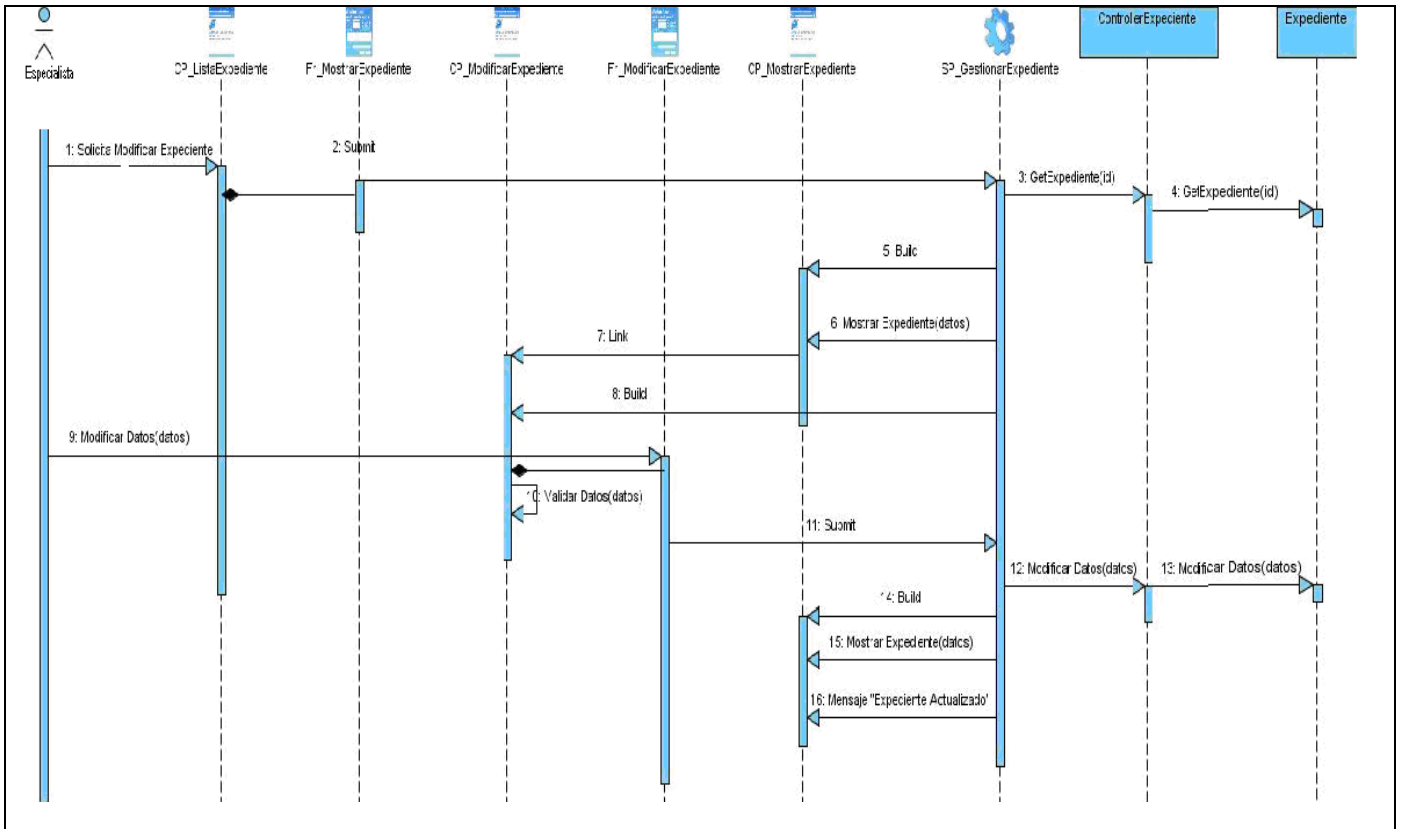 ControlerExpeciente
Expediente
Especialista
CP_ListaExpediente
Fr_MostrarExpediente
CP_ModificarExpediente
Fr_ModificarExpediente
CP_MostrarExpediente
SP_GestionarExpediente
1: Solicita Modificar Expeciente
2: Submit
3: GetExpediente(id)
4: GetExpediente(id)
5: Build
6: Mostrar Expediente(datos)
7: Link
8: Build
9: Modificar Datos(datos)
10: Validar Datos(datos)
11: Submit
12: Modificar Datos(datos)
13: Modificar Datos(datos)
14: Build
15: Mostrar Expediente(datos)
16: Mensaje "Expeciente Actualizado"